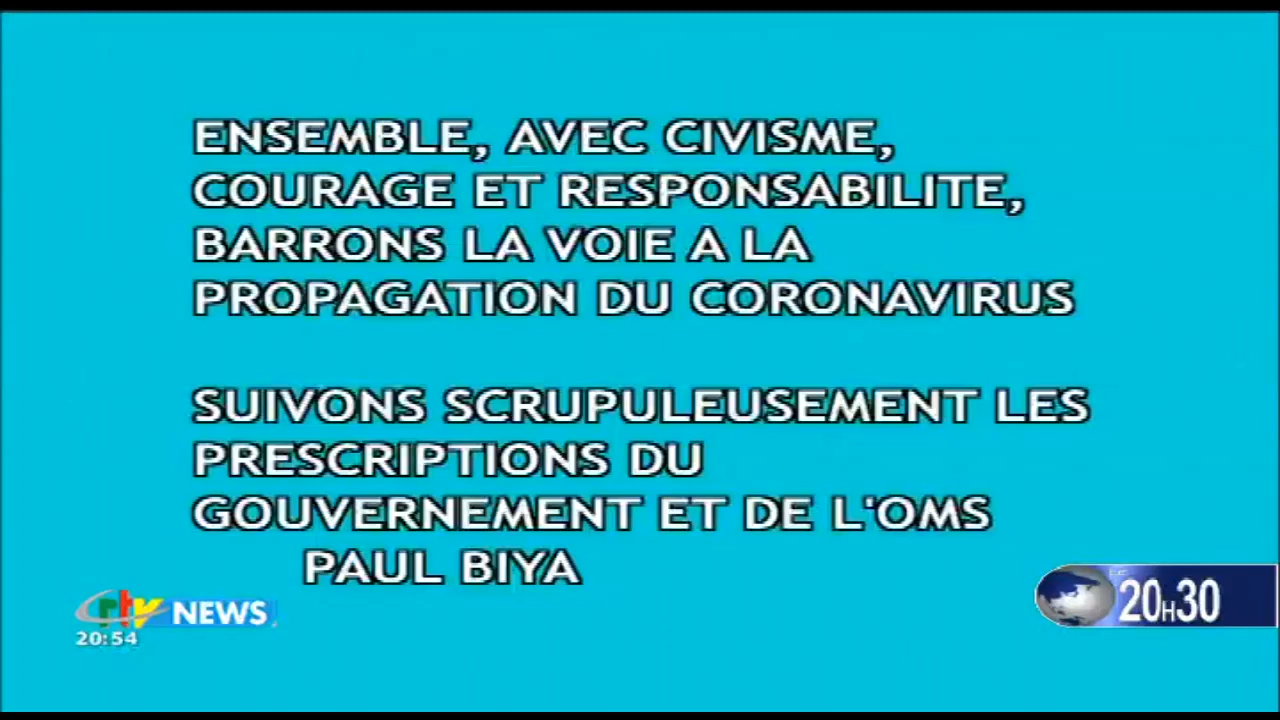 ENSEMBLE, AVEC CIVISME,
COURAGE ET RESPONSABILITE,
BARRONS LA VOIE A LA
PROPAGATION DU CORONAVIRUS
SUIVONS SCRUPULEUSEMENT LES
PRESCRIPTIONS DU
GOUVERNEMENT ET DE L'OMS
PAUL BIYA
crtv NEWS
20:54
20H30